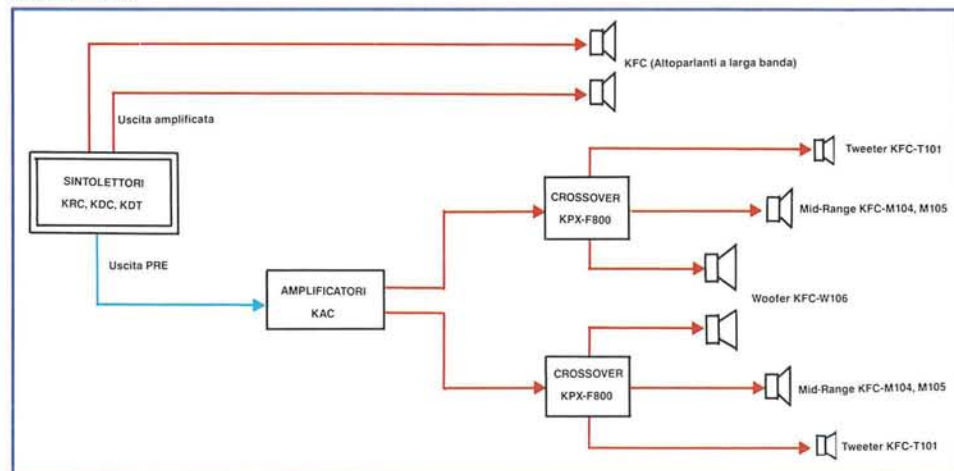 KFC (Altoparlanti a larga banda)
Uscita amplificata
SINTOLETTORI
KRC, KDC, KDT
Uscita PRE
AMPLIFICATORI
KAC
CROSSOVER
KPX-F800
Tweeter KFC-T101
Mid-Range KFC-M104, M105
Woofer KFC-W106
CROSSOVER
KPX-F800
Mid-Range KFC-M104, M105
Tweeter KFC-T101